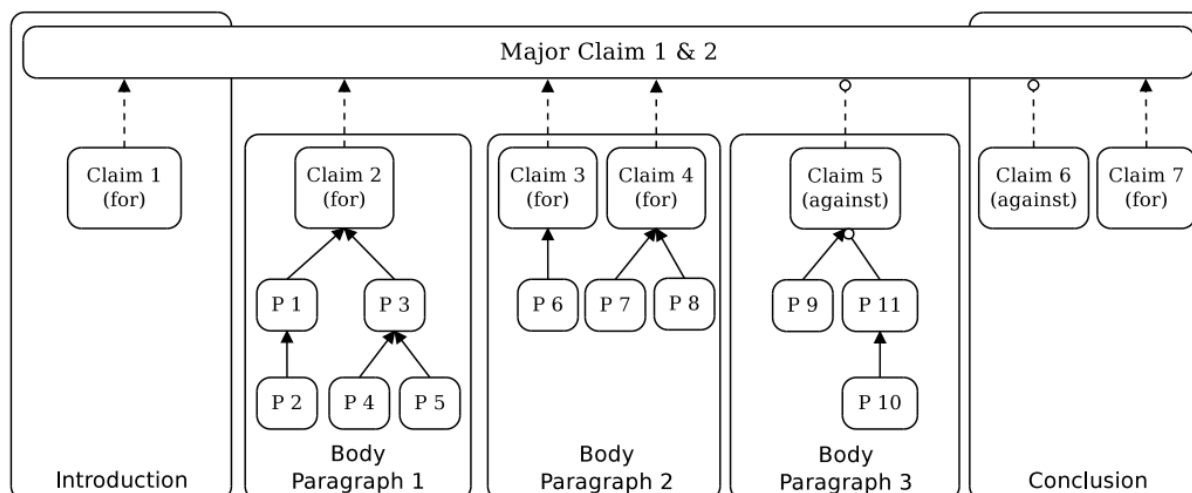 Major Claim 1 & 2
Claim 1
(for)
Claim 2
(for)
Claim 3
(for)
Claim 4
(for)
Claim 5
(against)
Claim 6
(against)
Claim 7
(for)
P 1
P 3
P 6
P 7
P 8
P 9
P 11
P 2
P 4
P 5
P 10
Introduction
Body
Paragraph 1
Body
Paragraph 2
Body
Paragraph 3
Conclusion